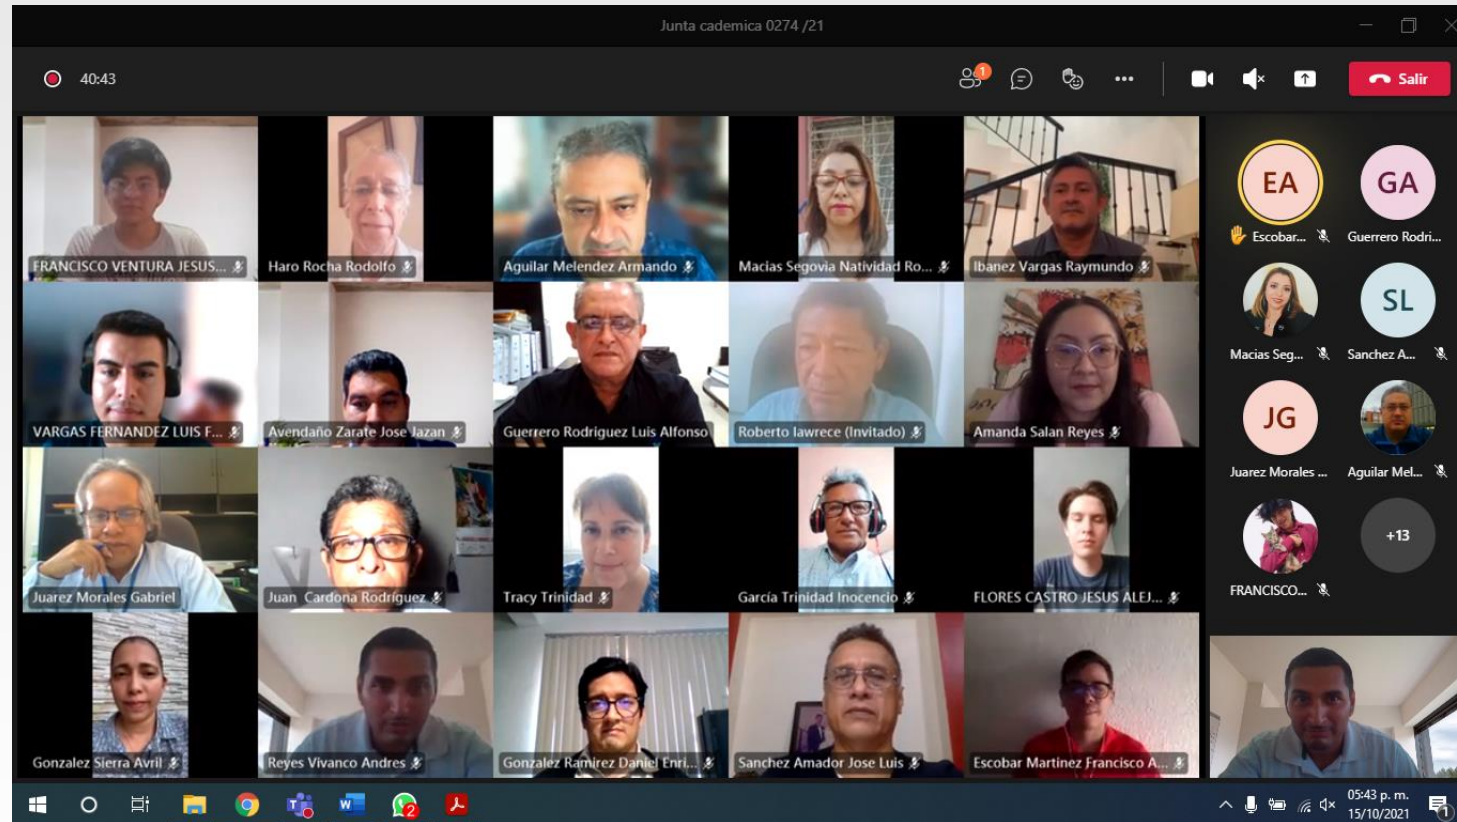 Junta cademica 0274 /21
40:43
1
Salir
FRANCISCO VENTURA JESUS...
Haro Rocha Rodolfo
Aguilar Melendez Armando
Macias Segovia Natividad Ro...
Ibanez Vargas Raymundo
VARGAS FERNANDEZ LUIS F...
Avendaño Zarate Jose Jazan
Guerrero Rodriguez Luis Alfonso
Roberto lawrece (Invitado)
Amanda Salan Reyes
Juarez Morales Gabriel
Juan Cardona Rodríguez
Tracy Trinidad
García Trinidad Inocencio
FLORES CASTRO JESUS ALEJ...
Gonzalez Sierra Avril
Reyes Vivanco Andres
Gonzalez Ramirez Daniel Enri...
Sanchez Amador Jose Luis
Escobar Martinez Francisco A...
EA
GA
Escobar...
Guerrero Rodri...
SL
Macias Seg...
Sanchez A...
JG
Juarez Morales ...
Aguilar Mel...
+13
FRANCISCO...
T
W
2
05:43 p. m.
15/10/2021
1